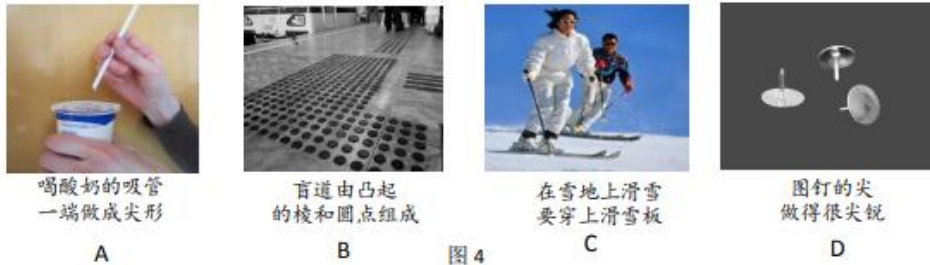 喝酸奶的吸管
一端做成尖形
A
盲道由凸起
的棱和圆点组成
B
在雪地上滑雪
要穿上滑雪板
C
图钉的尖
做得很尖锐
D
图 4